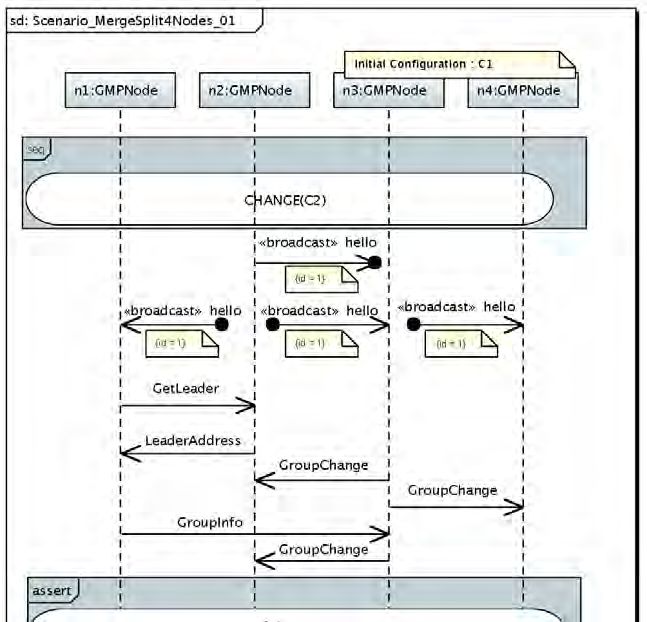 sd: Scenario_MergeSplit4Nodes_01
Initial Configuration : C1
n1:GMPNode
n2:GMPNode
n3:GMPNode
n4:GMPNode
seq
CHANGE(C2)
«broadcast» hello
{id = 1}
«broadcast» hello
«broadcast» hello
«broadcast» hello
{id = 1}
{id = 1}
{id = 1}
GetLeader
LeaderAddress
GroupChange
GroupChange
GroupInfo
GroupChange
assert